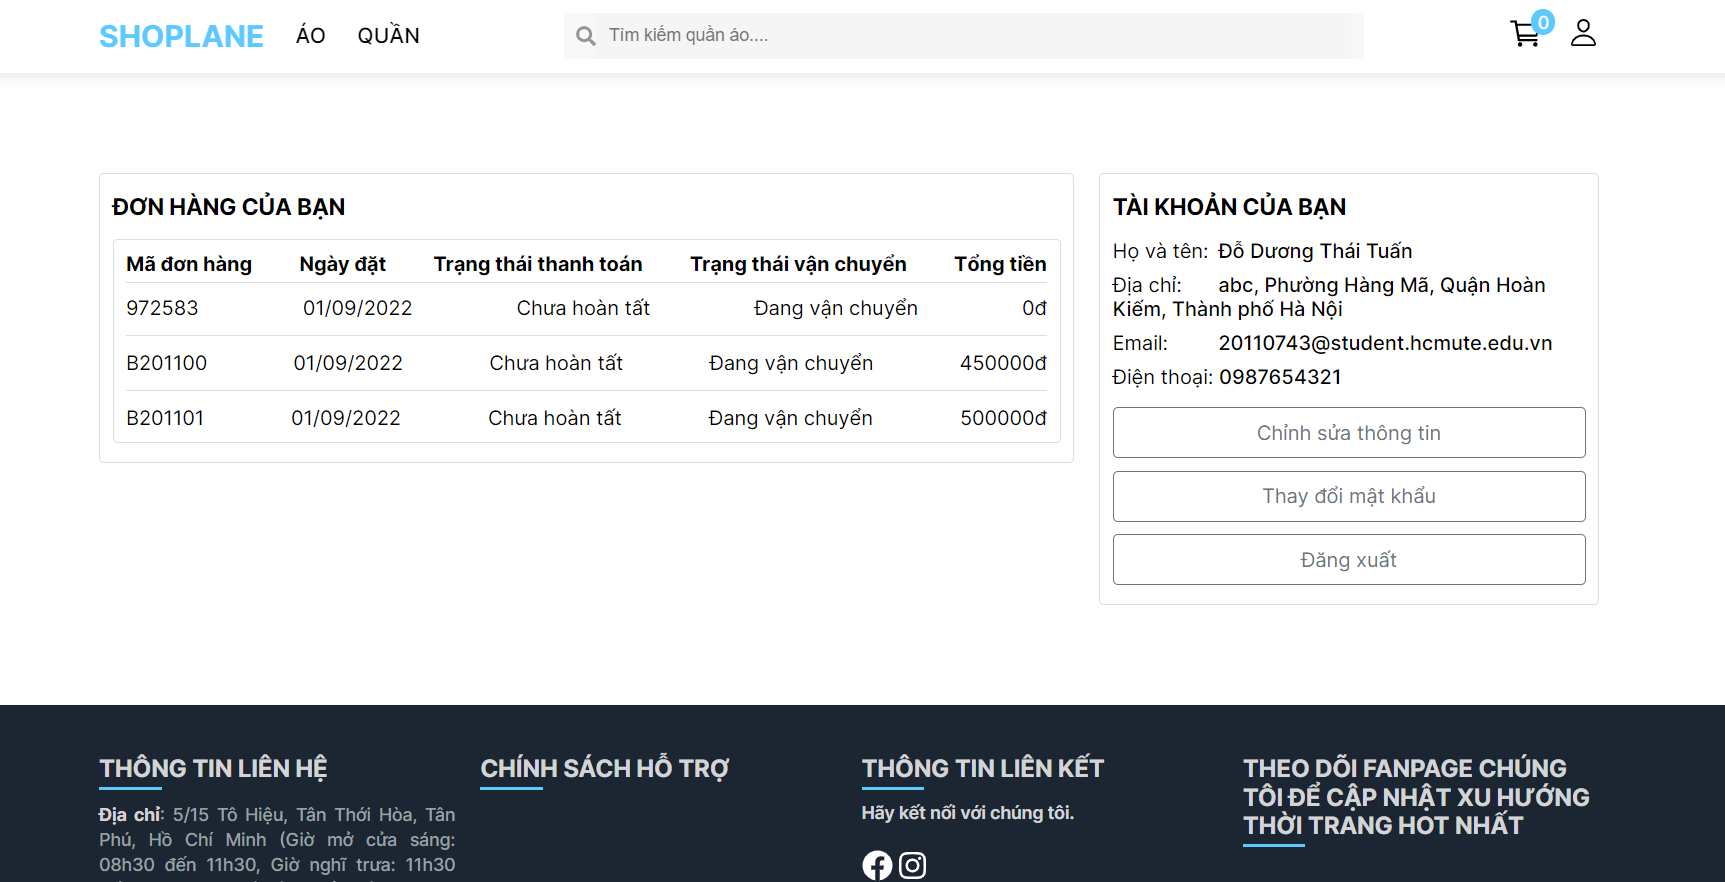 SHOPLANE ÁO QUẦN Tìm kiếm quần áo.... 0
ĐƠN HÀNG CỦA BẠN
Mã đơn hàng Ngày đặt Trạng thái thanh toán Trạng thái vận chuyển Tổng tiền
972583 01/09/2022 Chưa hoàn tất Đang vận chuyển 0đ
B201100 01/09/2022 Chưa hoàn tất Đang vận chuyển 450000đ
B201101 01/09/2022 Chưa hoàn tất Đang vận chuyển 500000đ
TÀI KHOẢN CỦA BẠN
Họ và tên: Đỗ Dương Thái Tuấn
Địa chỉ: abc, Phường Hàng Mã, Quận Hoàn
Kiếm, Thành phố Hà Nội
Email: 20110743@student.hcmute.edu.vn
Điện thoại: 0987654321
Chỉnh sửa thông tin
Thay đổi mật khẩu
Đăng xuất
THÔNG TIN LIÊN HỆ
Địa chỉ: 5/15 Tô Hiệu, Tân Thới Hòa, Tân
Phú, Hồ Chí Minh (Giờ mở cửa sáng:
08h30 đến 11h30, Giờ nghĩ trưa: 11h30
CHÍNH SÁCH HỖ TRỢ
THÔNG TIN LIÊN KẾT
Hãy kết nối với chúng tôi.
THEO DÕI FANPAGE CHÚNG
TÔI ĐỂ CẬP NHẬT XU HƯỚNG
THỜI TRANG HOT NHẤT